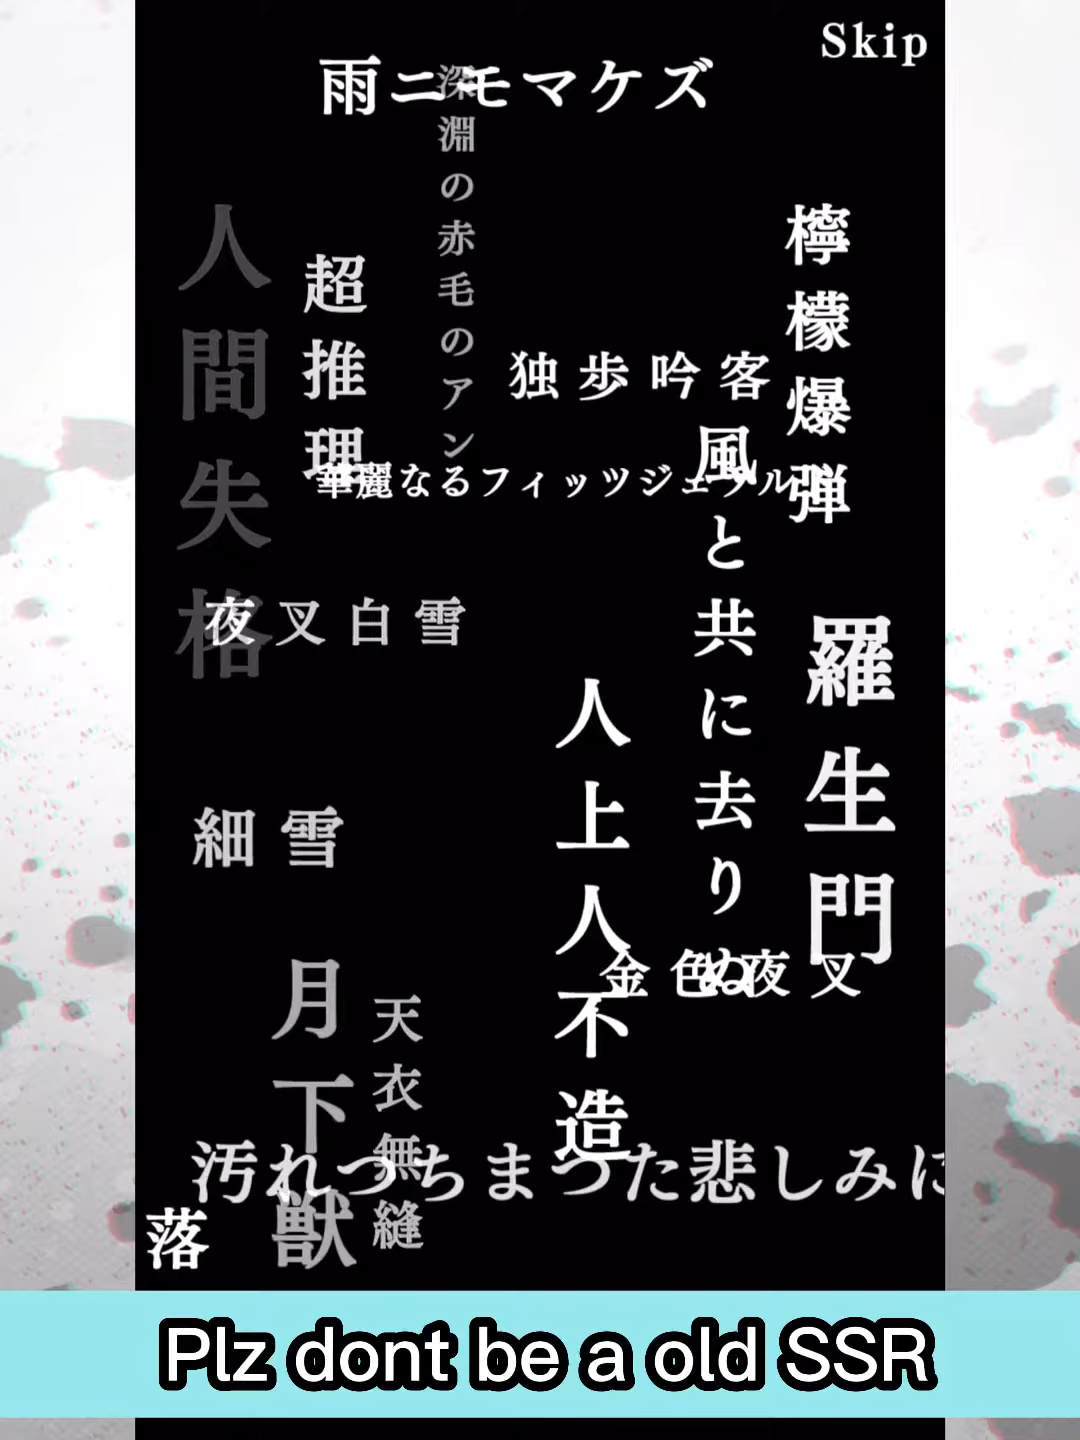 Skip
雨ニモマケズ
深淵の赤毛のアン
檸檬爆弾
人間失格
超推理
独歩吟客
風と共に去りぬ
華麗なるフィッツジェラル
夜叉白雪
羅生門
人上人不造
細雪
金色夜叉
月下獣
天衣無縫
汚れつちまつた悲しみに
落
Plz dont be a old SSR